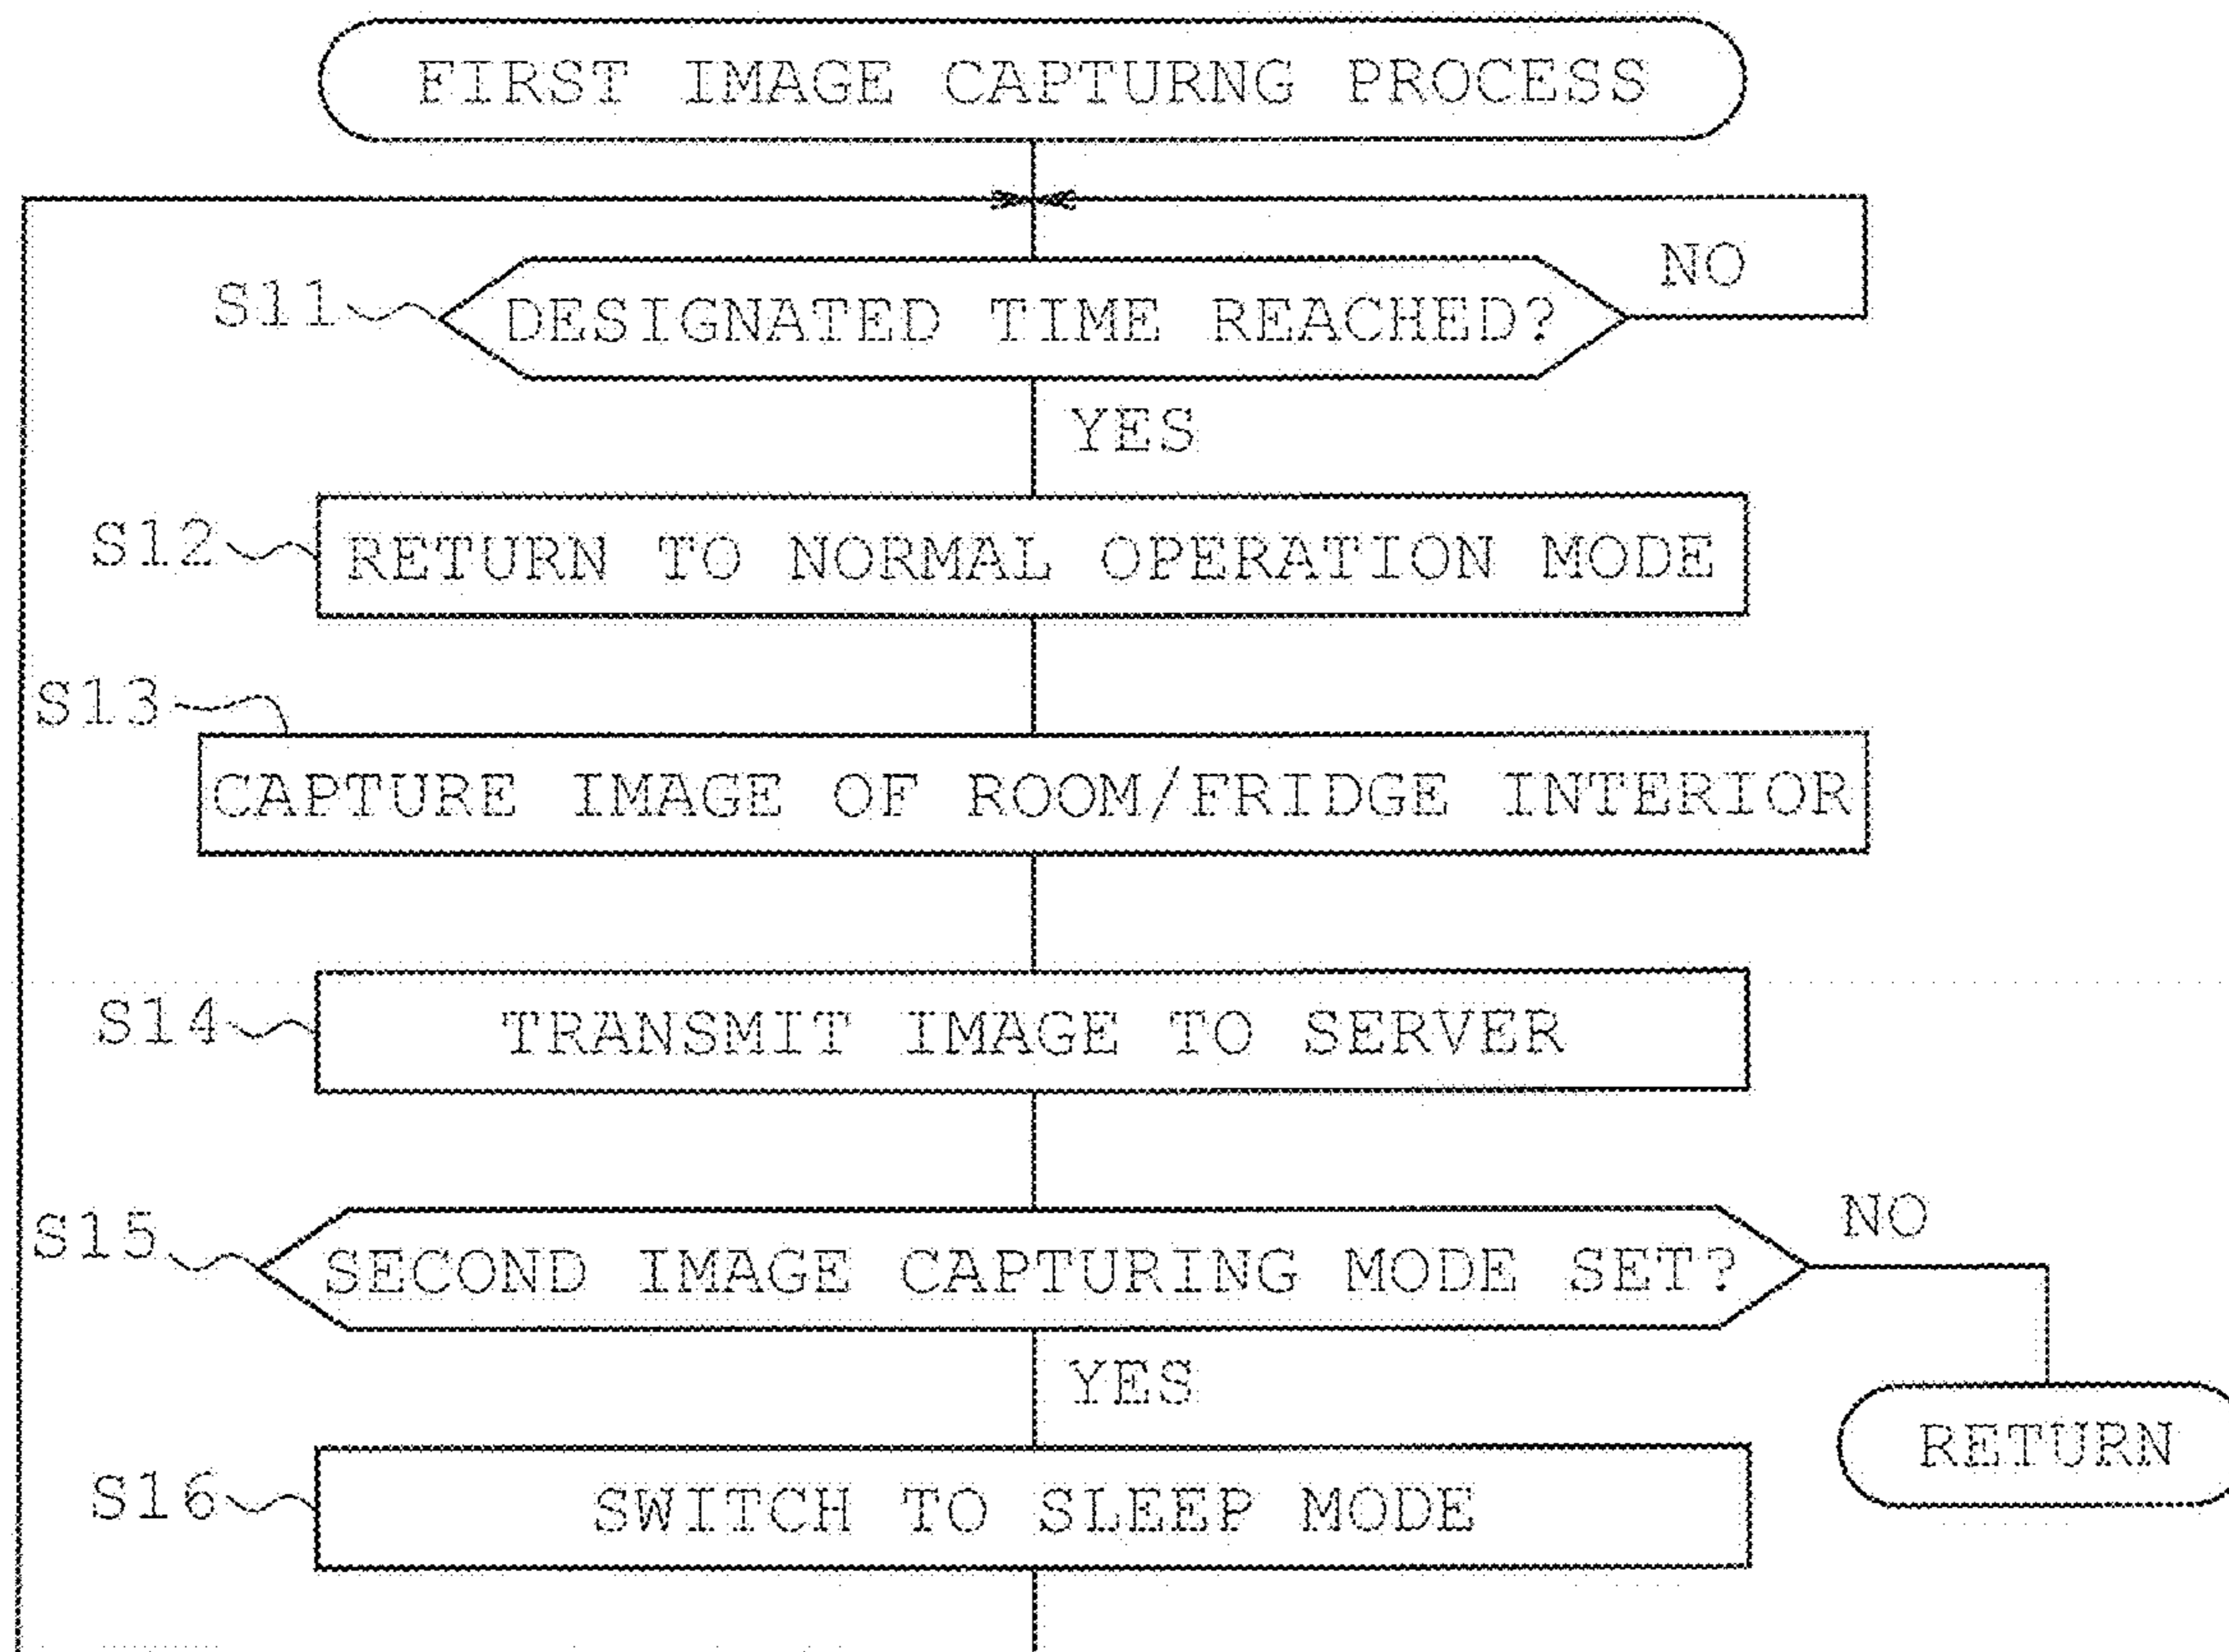 FIRST IMAGE CAPTURNG PROCESS
NO
S11
DESIGNATED TIME REACHED?
YES
S12
RETURN TO NORMAL OPERATION MODE
S13
CAPTURE IMAGE OF ROOM/FRIDGE INTERIOR
S14
TRANSMIT IMAGE TO SERVER
S15
SECOND IMAGE CAPTURING MODE SET?
NO
YES
RETURN
S16
SWITCH TO SLEEP MODE